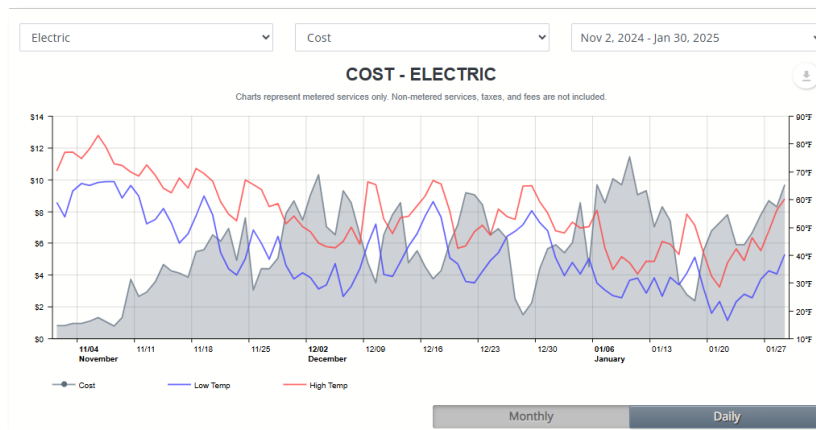 Electric
Cost
Nov 2, 2024 - Jan 30, 2025
COST - ELECTRIC
Charts represent metered services only. Non-metered services, taxes, and fees are not included.
$14
$12
$10
$8
$6
$4
$2
$0
90°F
80°F
70°F
60°F
50°F
40°F
30°F
20°F
10°F
11/04 11/11 11/18 11/25 12/02 12/09 12/16 12/23 12/30 01/06 01/13 01/20 01/27
November December January
Cost Low Temp High Temp
Monthly Daily